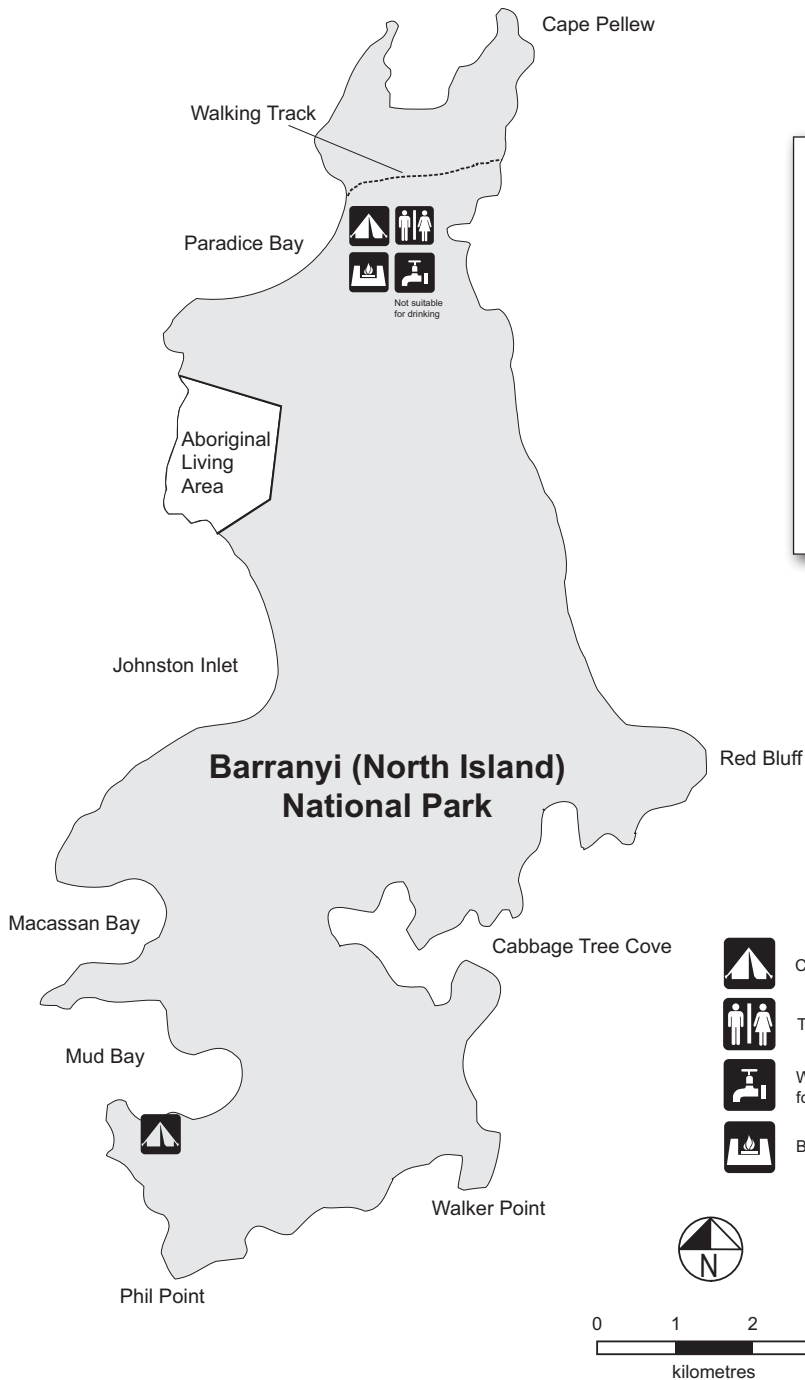 Cape Pellew
Walking Track
Paradice Bay
Not suitable
for drinking
Aboriginal
Living
Area
Johnston Inlet
Barranyi (North Island)
National Park
Red Bluff
Macassan Bay
Cabbage Tree Cove
Mud Bay
Walker Point
Phil Point
C
T
W
fo
B
N
0 1 2
kilometres